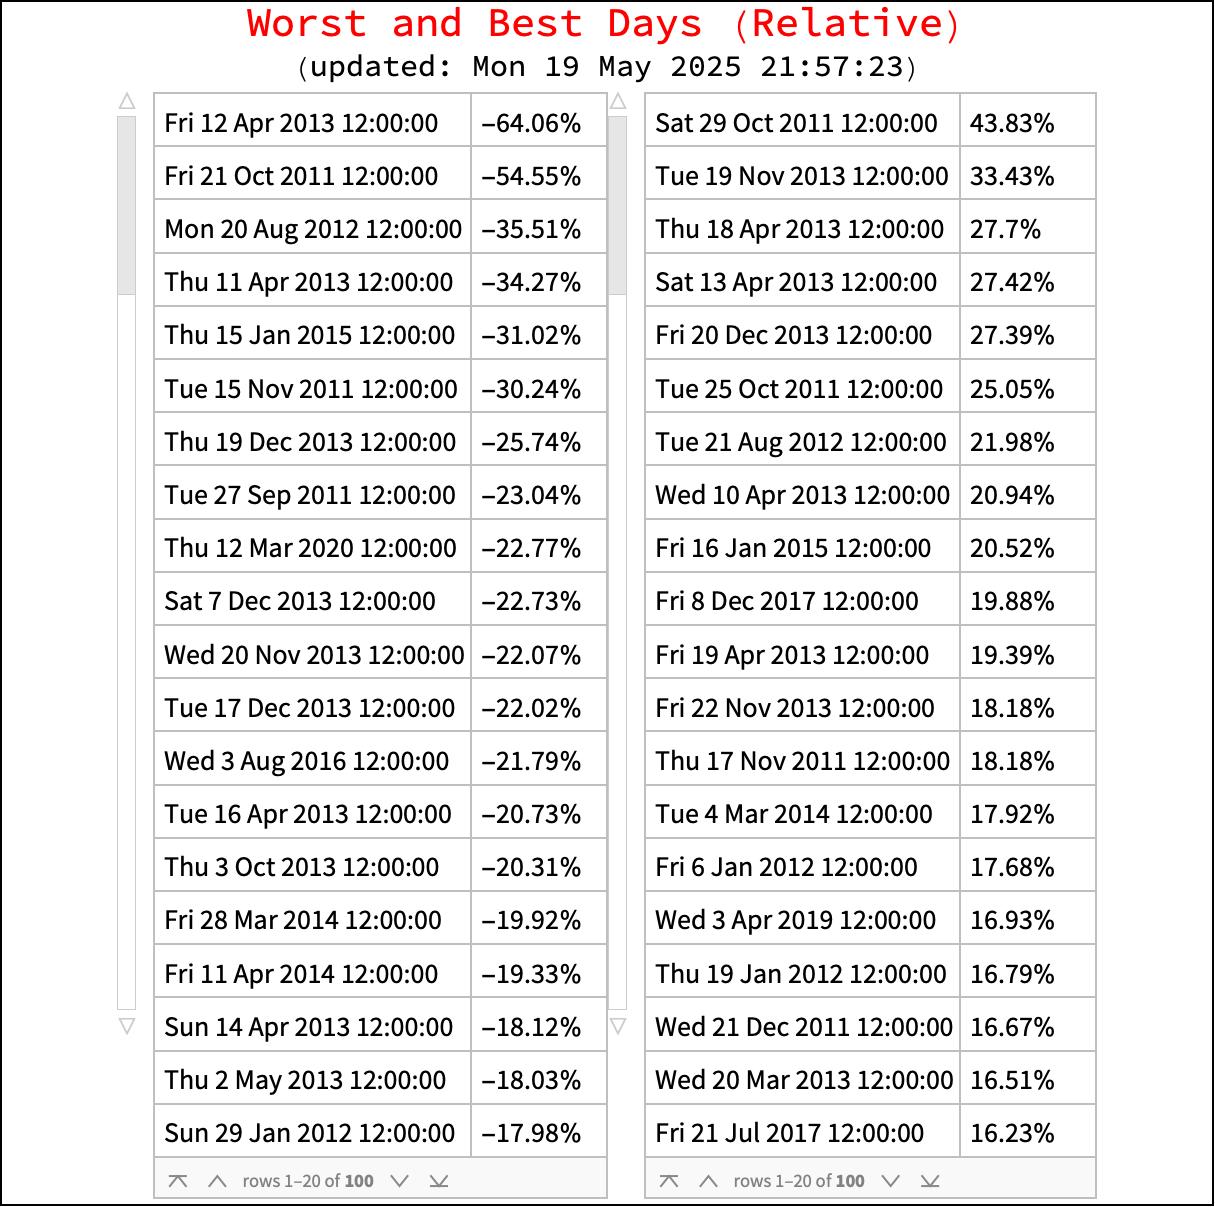 Worst and Best Days (Relative)
(updated: Mon 19 May 2025 21:57:23)
Fri 12 Apr 2013 12:00:00 –64.06%
Fri 21 Oct 2011 12:00:00 –54.55%
Mon 20 Aug 2012 12:00:00 –35.51%
Thu 11 Apr 2013 12:00:00 –34.27%
Thu 15 Jan 2015 12:00:00 –31.02%
Tue 15 Nov 2011 12:00:00 –30.24%
Thu 19 Dec 2013 12:00:00 –25.74%
Tue 27 Sep 2011 12:00:00 –23.04%
Thu 12 Mar 2020 12:00:00 –22.77%
Sat 7 Dec 2013 12:00:00 –22.73%
Wed 20 Nov 2013 12:00:00 –22.07%
Tue 17 Dec 2013 12:00:00 –22.02%
Wed 3 Aug 2016 12:00:00 –21.79%
Tue 16 Apr 2013 12:00:00 –20.73%
Thu 3 Oct 2013 12:00:00 –20.31%
Fri 28 Mar 2014 12:00:00 –19.92%
Fri 11 Apr 2014 12:00:00 –19.33%
Sun 14 Apr 2013 12:00:00 –18.12%
Thu 2 May 2013 12:00:00 –18.03%
Sun 29 Jan 2012 12:00:00 –17.98%
rows 1–20 of 100
Sat 29 Oct 2011 12:00:00 43.83%
Tue 19 Nov 2013 12:00:00 33.43%
Thu 18 Apr 2013 12:00:00 27.7%
Sat 13 Apr 2013 12:00:00 27.42%
Fri 20 Dec 2013 12:00:00 27.39%
Tue 25 Oct 2011 12:00:00 25.05%
Tue 21 Aug 2012 12:00:00 21.98%
Wed 10 Apr 2013 12:00:00 20.94%
Fri 16 Jan 2015 12:00:00 20.52%
Fri 8 Dec 2017 12:00:00 19.88%
Fri 19 Apr 2013 12:00:00 19.39%
Fri 22 Nov 2013 12:00:00 18.18%
Thu 17 Nov 2011 12:00:00 18.18%
Tue 4 Mar 2014 12:00:00 17.92%
Fri 6 Jan 2012 12:00:00 17.68%
Wed 3 Apr 2019 12:00:00 16.93%
Thu 19 Jan 2012 12:00:00 16.79%
Wed 21 Dec 2011 12:00:00 16.67%
Wed 20 Mar 2013 12:00:00 16.51%
Fri 21 Jul 2017 12:00:00 16.23%
rows 1–20 of 100